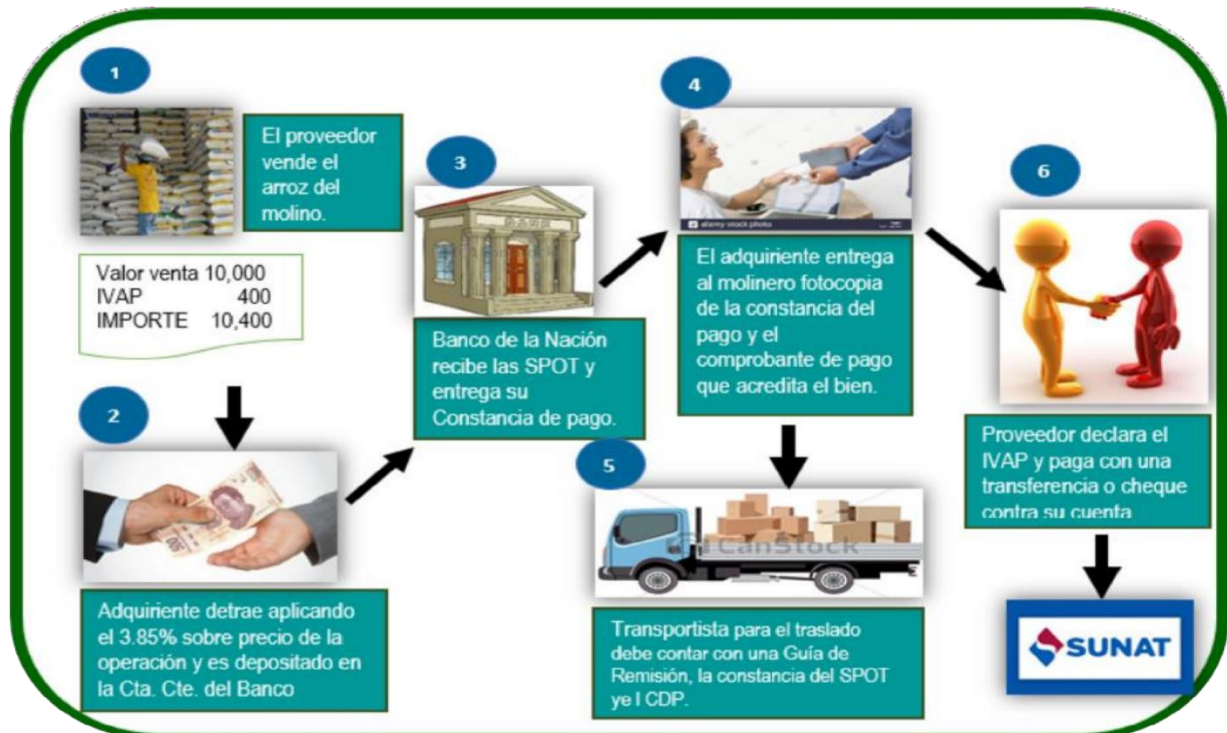 1
El proveedor
vende el
arroz del
molino.
Valor venta 10,000
IVAP 400
IMPORTE 10,400
2
Adquiriente detrae aplicando
el 3.85% sobre precio de la
operación y es depositado en
la Cta. Cte. del Banco
3
BANK
Banco de la Nación
recibe las SPOT y
entrega su
Constancia de pago.
4
alamy stock photo
El adquiriente entrega
al molinero fotocopia
de la constancia del
pago y el
comprobante de pago
que acredita el bien.
5
CanStock
Transportista para el traslado
debe contar con una Guía de
Remisión, la constancia del SPOT
ye l CDP.
6
Proveedor declara el
IVAP y paga con una
transferencia o cheque
contra su cuenta
SUNAT